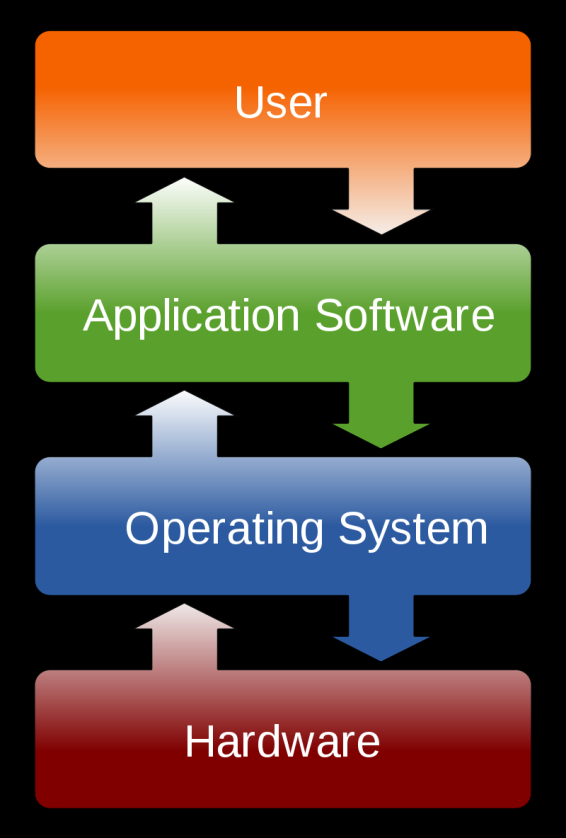 User
Application Software
Operating System
Hardware